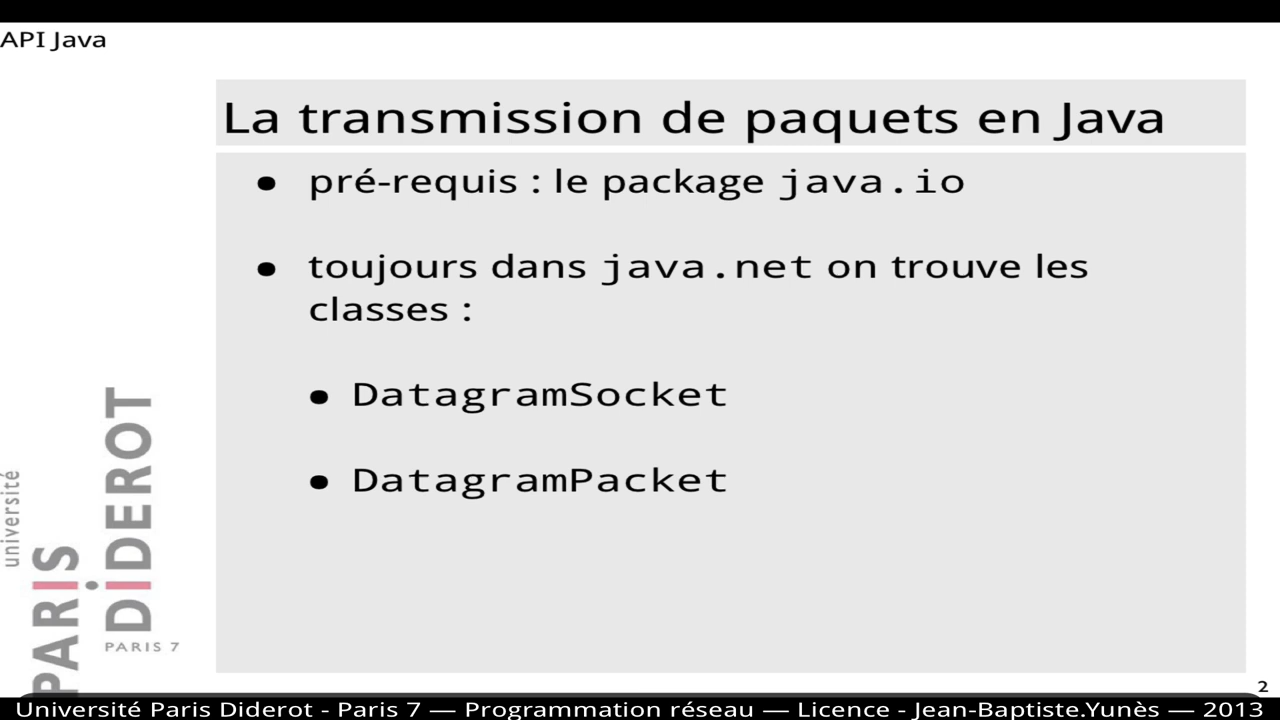 API Java
La transmission de paquets en Java
• pré-requis : le package java.io
• toujours dans java.net on trouve les
classes :
• DatagramSocket
• DatagramPacket
université
PARIS
DiDEROT
PARIS 7
2
Université Paris Diderot - Paris 7 — Programmation réseau — Licence - Jean-Baptiste.Yunès — 2013